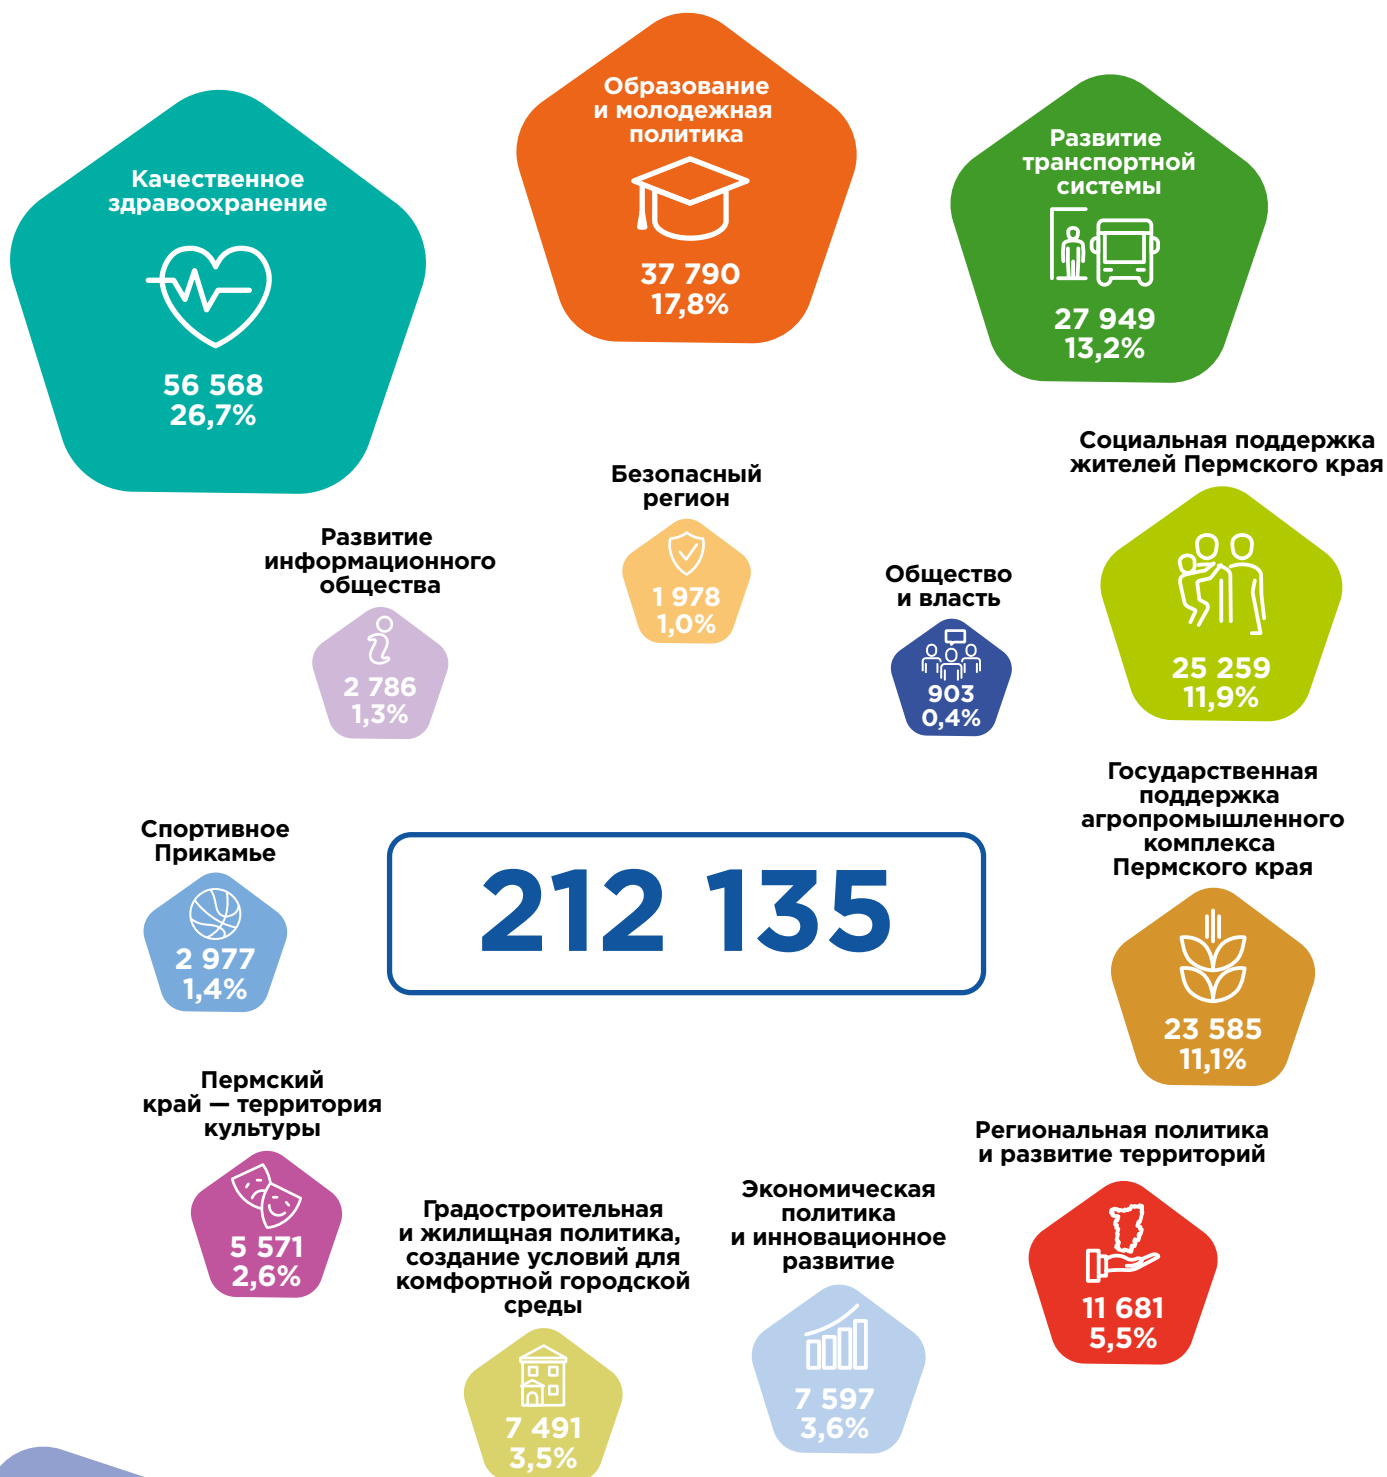 Качественное
здравоохранение
56 568
26,7%
Образование
и молодежная
политика
37 790
17,8%
Развитие
транспортной
системы
27 949
13,2%
Социальная поддержка
жителей Пермского края
25 259
11,9%
Безопасный
регион
1 978
1,0%
Развитие
информационного
общества
2 786
1,3%
Общество
и власть
903
0,4%
Государственная
поддержка
агропромышленного
комплекса
Пермского края
23 585
11,1%
Спортивное
Прикамье
2 977
1,4%
212 135
Пермский
край — территория
культуры
5 571
2,6%
Градостроительная
и жилищная политика,
создание условий для
комфортной городской
среды
7 491
3,5%
Экономическая
политика
и инновационное
развитие
7 597
3,6%
Региональная политика
и развитие территорий
11 681
5,5%